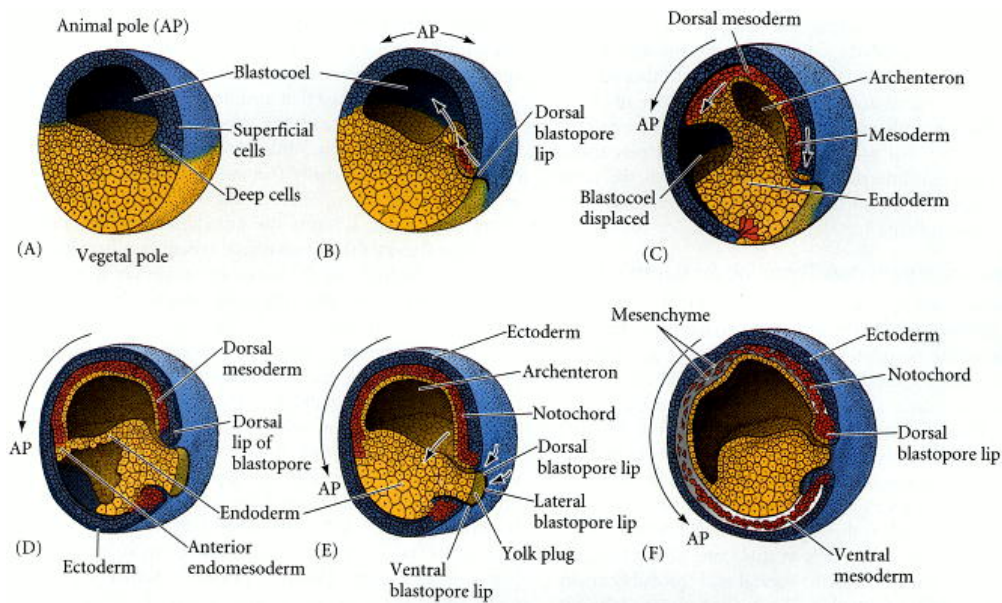 Animal pole (AP)
Blastocoel
Superficial
cells
Deep cells
(A)
Vegetal pole
AP
Dorsal
blastopore
lip
(B)
Dorsal mesoderm
Archenteron
AP
Mesoderm
Blastocoel
displaced
Endoderm
(C)
Dorsal
mesoderm
AP
Dorsal
lip of
blastopore
Endoderm
(D)
Ectoderm
Anterior
endomesoderm
Ectoderm
Archenteron
Notochord
AP
Dorsal
blastopore lip
Lateral
blastopore lip
(E)
Yolk plug
Ventral
blastopore lip
Mesenchyme
Ectoderm
Notochord
Dorsal
blastopore lip
AP
(F)
Ventral
mesoderm